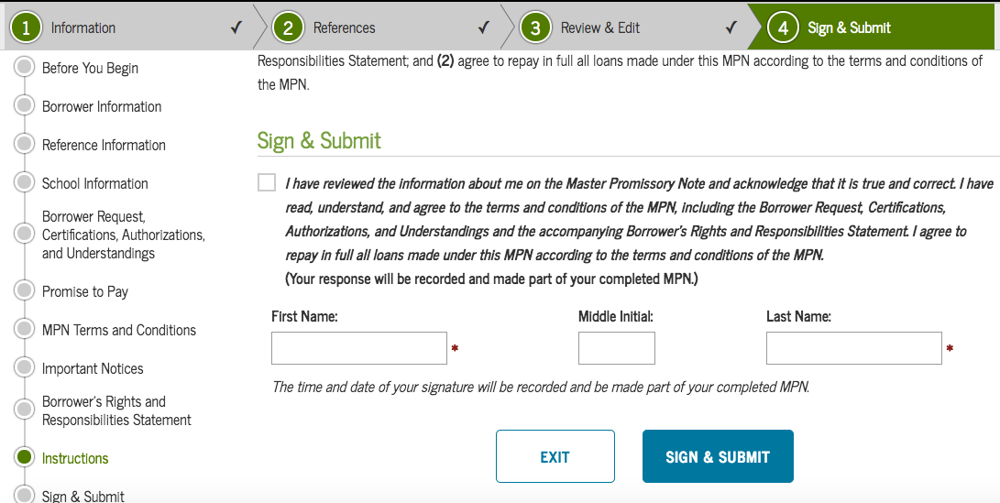 1 Information ✓ 2 References ✓ 3 Review & Edit ✓ 4 Sign & Submit
Before You Begin
Borrower Information
Reference Information
School Information
Borrower Request,
Certifications, Authorizations,
and Understandings
Promise to Pay
MPN Terms and Conditions
Important Notices
Borrower's Rights and
Responsibilities Statement
Instructions
Sign & Submit
Responsibilities Statement; and (2) agree to repay in full all loans made under this MPN according to the terms and conditions of
the MPN.
Sign & Submit
I have reviewed the information about me on the Master Promissory Note and acknowledge that it is true and correct. I have
read, understand, and agree to the terms and conditions of the MPN, including the Borrower Request, Certifications,
Authorizations, and Understandings and the accompanying Borrower's Rights and Responsibilities Statement. I agree to
repay in full all loans made under this MPN according to the terms and conditions of the MPN.
(Your response will be recorded and made part of your completed MPN.)
First Name: Middle Initial: Last Name:
* *
The time and date of your signature will be recorded and be made part of your completed MPN.
EXIT SIGN & SUBMIT